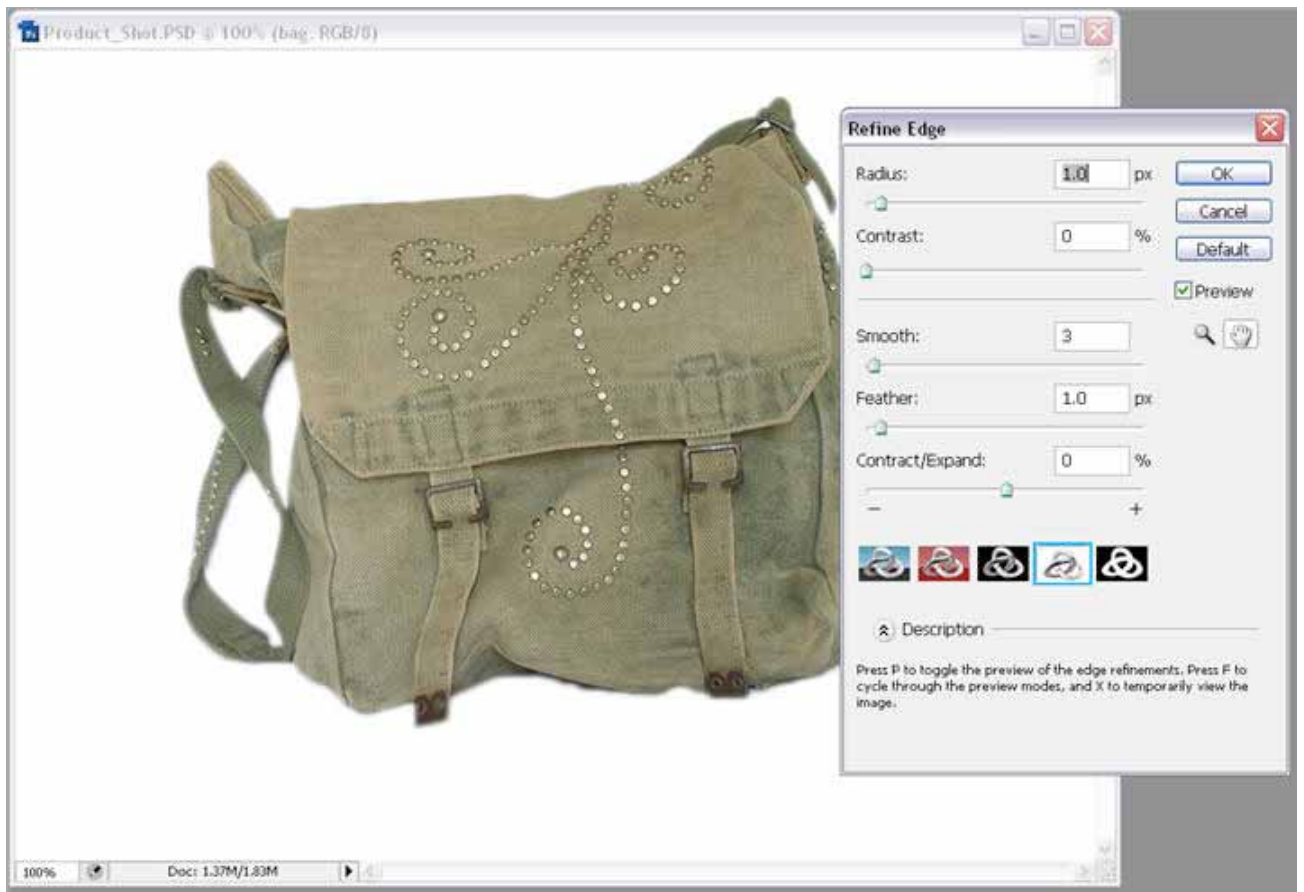 Product_Shot.PSD @ 100% (bag, RGB/8)
Refine Edge
Radius: 1.0 px
OK
Cancel
Contrast: 0 %
Default
Preview
Smooth: 3
Feather: 1.0 px
Contract/Expand: 0 %
− +
Description
Press P to toggle the preview of the edge refinements. Press F to
cycle through the preview modes, and X to temporarily view the
image.
100% Doc: 1.37M/1.83M